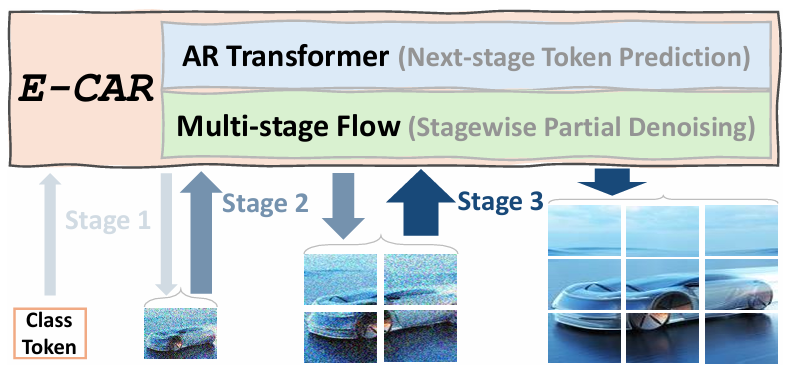 E-CAR
AR Transformer (Next-stage Token Prediction)
Multi-stage Flow (Stagewise Partial Denoising)
Stage 1
Stage 2
Stage 3
Class
Token